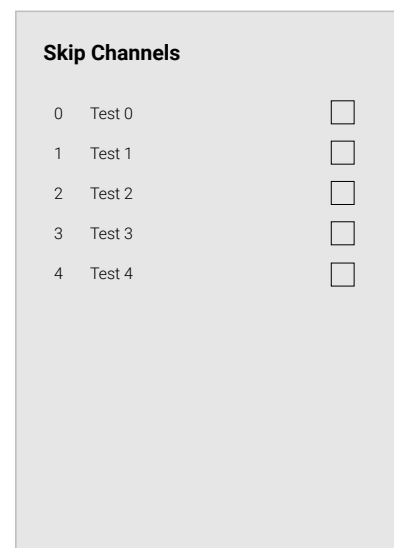 Skip Channels
0 Test 0
1 Test 1
2 Test 2
3 Test 3
4 Test 4